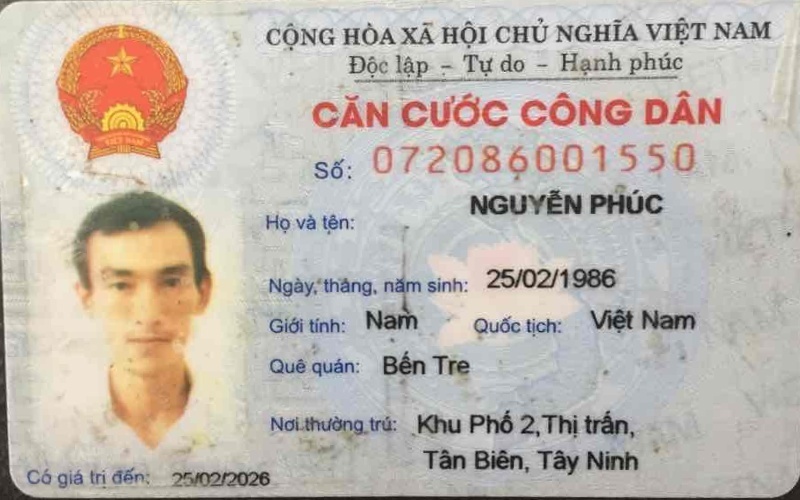 CỘNG HÒA XÃ HỘI CHỦ NGHĨA VIỆT NAM
Độc lập - Tự do - Hạnh phúc
CĂN CƯỚC CÔNG DÂN
Số: 072086001550
Họ và tên: NGUYỄN PHÚC
Ngày, tháng, năm sinh: 25/02/1986
Giới tính: Nam Quốc tịch: Việt Nam
Quê quán: Bến Tre
Nơi thường trú: Khu Phố 2,Thị trấn,
Tân Biên, Tây Ninh
Có giá trị đến: 25/02/2026
VIỆT NAM